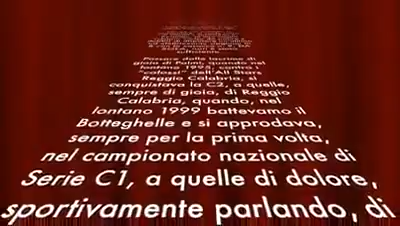 sufficiente
Passare dalle lacrime di
gioia di Palmi, quando nel
lontano 1995, contro i
"colossi" dell'All Stars
Reggio Calabria, si
conquistava la C2, a quelle,
sempre di gioia, di Reggio
Calabria, quando, nel
lontano 1999 battevamo il
Botteghelle e si approdava,
sempre per la prima volta,
nel campionato nazionale di
Serie C1, a quelle di dolore,
sportivamente parlando, di